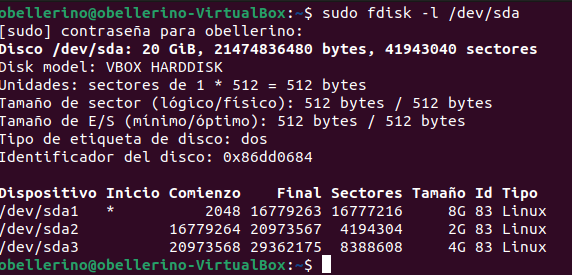 obellerino@obellerino-VirtualBox:~$ sudo fdisk -l /dev/sda
[sudo] contraseña para obellerino:
Disco /dev/sda: 20 GiB, 21474836480 bytes, 41943040 sectores
Disk model: VBOX HARDDISK
Unidades: sectores de 1 * 512 = 512 bytes
Tamaño de sector (lógico/físico): 512 bytes / 512 bytes
Tamaño de E/S (mínimo/óptimo): 512 bytes / 512 bytes
Tipo de etiqueta de disco: dos
Identificador del disco: 0x86dd0684

Dispositivo Inicio Comienzo    Final Sectores Tamaño Id Tipo
/dev/sda1   *          2048 16779263 16777216     8G 83 Linux
/dev/sda2          16779264 20973567  4194304     2G 83 Linux
/dev/sda3          20973568 29362175  8388608     4G 83 Linux
obellerino@obellerino-VirtualBox:~$